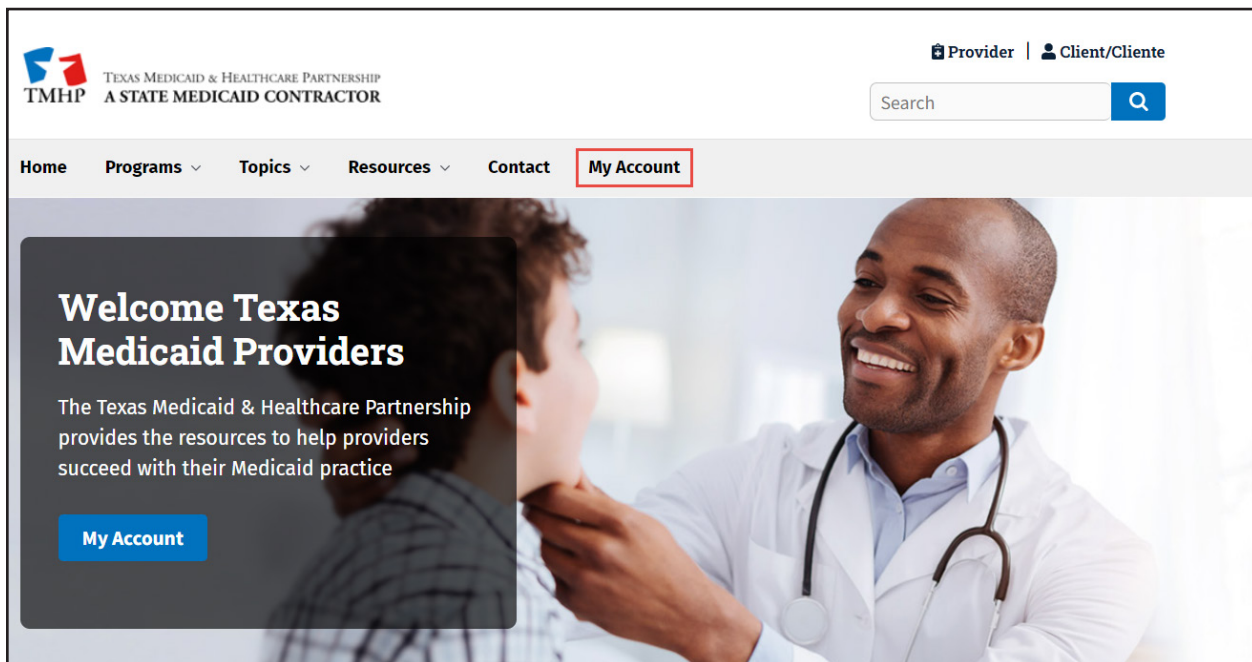 Provider | Client/Cliente
TMHP
TEXAS MEDICAID & HEALTHCARE PARTNERSHIP
A STATE MEDICAID CONTRACTOR
Search
Home Programs Topics Resources Contact My Account
Welcome Texas
Medicaid Providers
The Texas Medicaid & Healthcare Partnership
provides the resources to help providers
succeed with their Medicaid practice
My Account